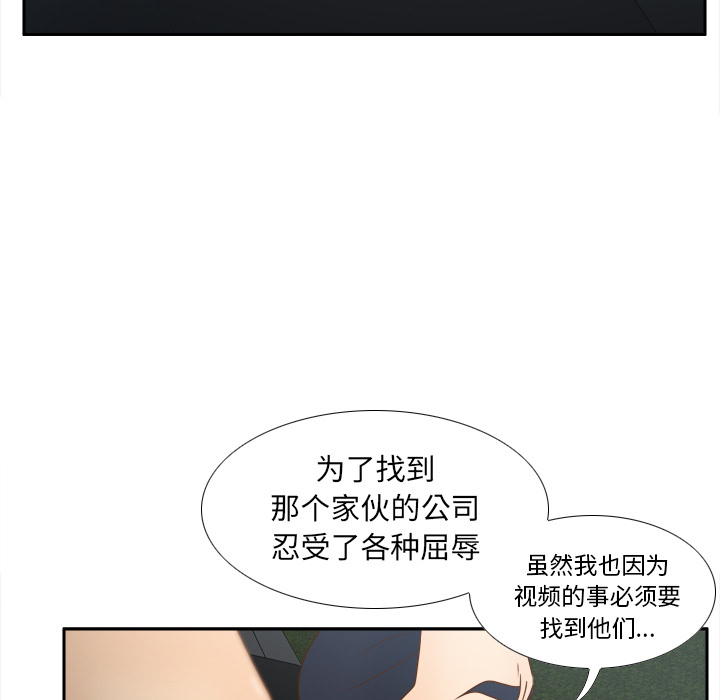 为了找到
那个家伙的公司
忍受了各种屈辱
虽然我也因为
视频的事必须要
找到他们...